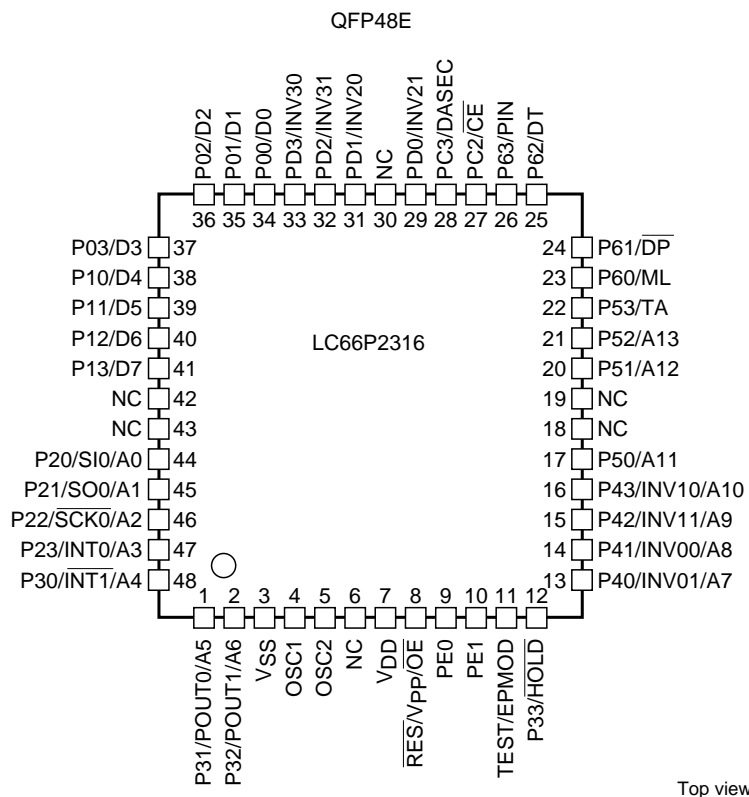 QFP48E
P02/D2
P01/D1
P00/D0
PD3/INV30
PD2/INV31
PD1/INV20
NC
PD0/INV21
PC3/DASEC
PC2/C̅E̅
P63/PIN
P62/DT
36 35 34 33 32 31 30 29 28 27 26 25
P03/D3 37
P10/D4 38
P11/D5 39
P12/D6 40
P13/D7 41
NC 42
NC 43
P20/SI0/A0 44
P21/SO0/A1 45
P22/S̅C̅K̅0̅/A2 46
P23/INT0/A3 47
P30/I̅N̅T̅1̅/A4 48
LC66P2316
24 P61/D̅P̅
23 P60/ML
22 P53/TA
21 P52/A13
20 P51/A12
19 NC
18 NC
17 P50/A11
16 P43/INV10/A10
15 P42/INV11/A9
14 P41/INV00/A8
13 P40/INV01/A7
1 2 3 4 5 6 7 8 9 10 11 12
P31/POUT0/A5
P32/POUT1/A6
VSS
OSC1
OSC2
NC
VDD
R̅E̅S̅/VPP/O̅E̅
PE0
PE1
TEST/EPMOD
P33/H̅O̅L̅D̅
Top view